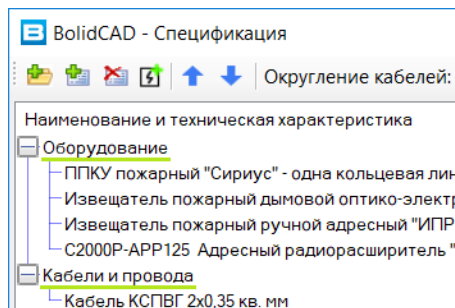 BolidCAD - Спецификация
Округление кабелей:
Наименование и техническая характеристика
Оборудование
ППКУ пожарный "Сириус" - одна кольцевая лин
Извещатель пожарный дымовой оптико-электр
Извещатель пожарный ручной адресный "ИПР
С2000Р-АРР125 Адресный радиорасширитель "
Кабели и провода
Кабель КСПВГ 2x0,35 кв. мм